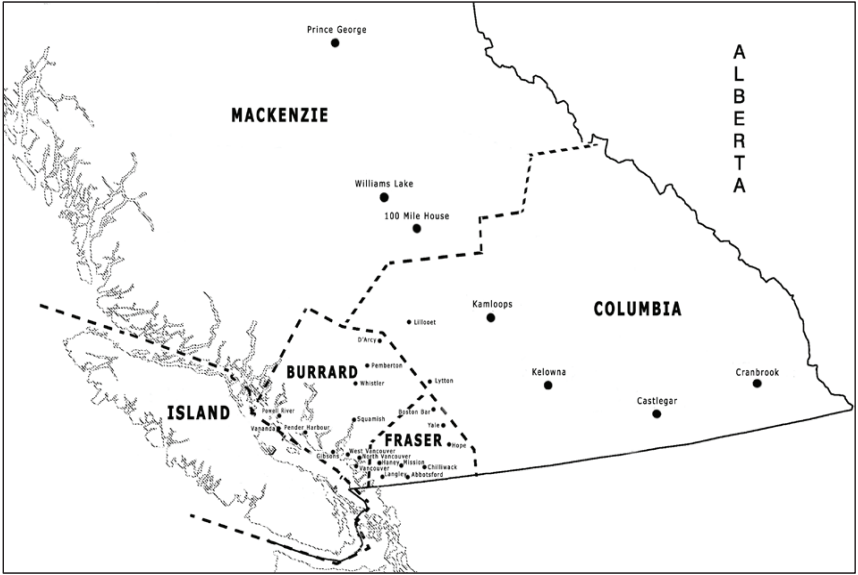 Prince George
ALBERTA
MACKENZIE
Williams Lake
100 Mile House
Kamloops
COLUMBIA
Lillooet
D'Arcy
Pemberton
BURRARD
Whistler
Lytton
Kelowna
Cranbrook
Castlegar
ISLAND
Powell River
Boston Bar
Squamish
Yale
Vananda
Pender Harbour
FRASER
Hope
Gibsons
West Vancouver
North Vancouver
Haney
Mission
Vancouver
Chilliwack
Langley
Abbotsford